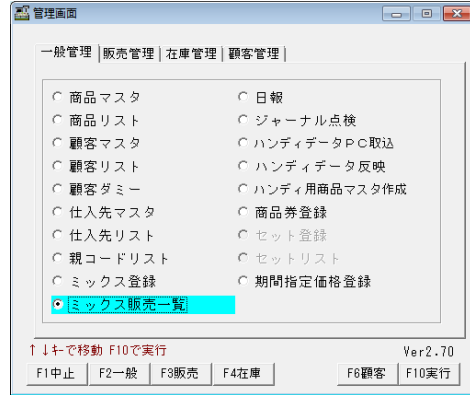 管理画面
一般管理 販売管理 在庫管理 顧客管理
商品マスタ
商品リスト
顧客マスタ
顧客リスト
顧客ダミー
仕入先マスタ
仕入先リスト
親コードリスト
ミックス登録
ミックス販売一覧
日報
ジャーナル点検
ハンディデータPC取込
ハンディデータ反映
ハンディ用商品マスタ作成
商品券登録
セット登録
セットリスト
期間指定価格登録
↑↓キーで移動 F10で実行
Ver2.70
F1中止 F2一般 F3販売 F4在庫 F6顧客 F10実行